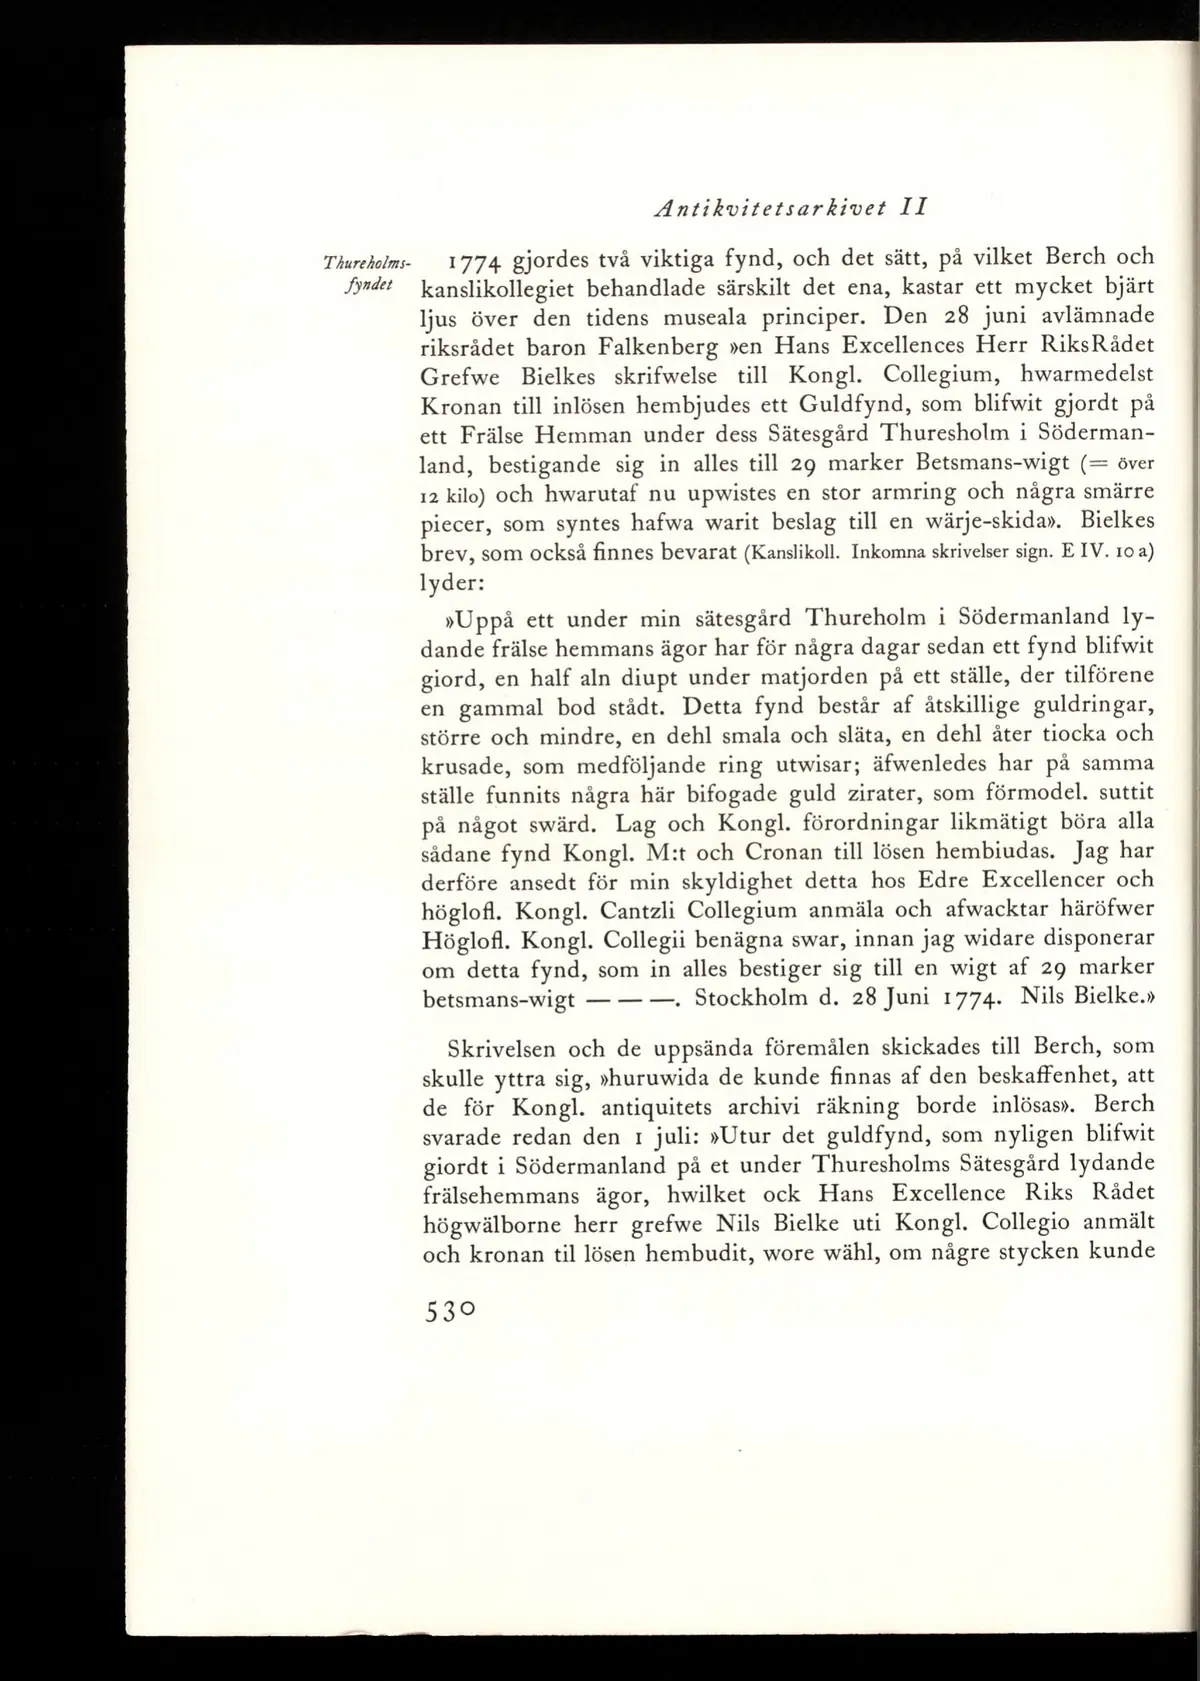 Antikvitetsarkivet II
Thureholms-
fyndet
1774 gjordes två viktiga fynd, och det sätt, på vilket Berch och
kanslikollegiet behandlade särskilt det ena, kastar ett mycket bjärt
ljus över den tidens museala principer. Den 28 juni avlämnade
riksrådet baron Falkenberg »en Hans Excellences Herr RiksRådet
Grefwe Bielkes skrifwelse till Kongl. Collegium, hwarmedelst
Kronan till inlösen hembjudes ett Guldfynd, som blifwit gjordt på
ett Frälse Hemman under dess Sätesgård Thuresholm i Söderman-
land, bestigande sig in alles till 29 marker Betsmans-wigt (= över
12 kilo) och hwarutaf nu upwistes en stor armring och några smärre
piecer, som syntes hafwa warit beslag till en wärje-skida». Bielkes
brev, som också finnes bevarat (Kanslikoll. Inkomna skrivelser sign. E IV. 10 a)
lyder:
»Uppå ett under min sätesgård Thureholm i Södermanland ly-
dande frälse hemmans ägor har för några dagar sedan ett fynd blifwit
giord, en half aln diupt under matjorden på ett ställe, der tilförene
en gammal bod stådt. Detta fynd består af åtskillige guldringar,
större och mindre, en dehl smala och släta, en dehl åter tiocka och
krusade, som medföljande ring utwisar; äfwenledes har på samma
ställe funnits några här bifogade guld zirater, som förmodel. suttit
på något swärd. Lag och Kongl. förordningar likmätigt böra alla
sådane fynd Kongl. M:t och Cronan till lösen hembiudas. Jag har
derföre ansedt för min skyldighet detta hos Edre Excellencer och
höglofl. Kongl. Cantzli Collegium anmäla och afwacktar häröfwer
Höglofl. Kongl. Collegii benägna swar, innan jag widare disponerar
om detta fynd, som in alles bestiger sig till en wigt af 29 marker
betsmans-wigt — — —. Stockholm d. 28 Juni 1774. Nils Bielke.»
Skrivelsen och de uppsända föremålen skickades till Berch, som
skulle yttra sig, »huruwida de kunde finnas af den beskaffenhet, att
de för Kongl. antiquitets archivi räkning borde inlösas». Berch
svarade redan den 1 juli: »Utur det guldfynd, som nyligen blifwit
giordt i Södermanland på et under Thuresholms Sätesgård lydande
frälsehemmans ägor, hwilket ock Hans Excellence Riks Rådet
högwälborne herr grefwe Nils Bielke uti Kongl. Collegio anmält
och kronan til lösen hembudit, wore wähl, om någre stycken kunde
530